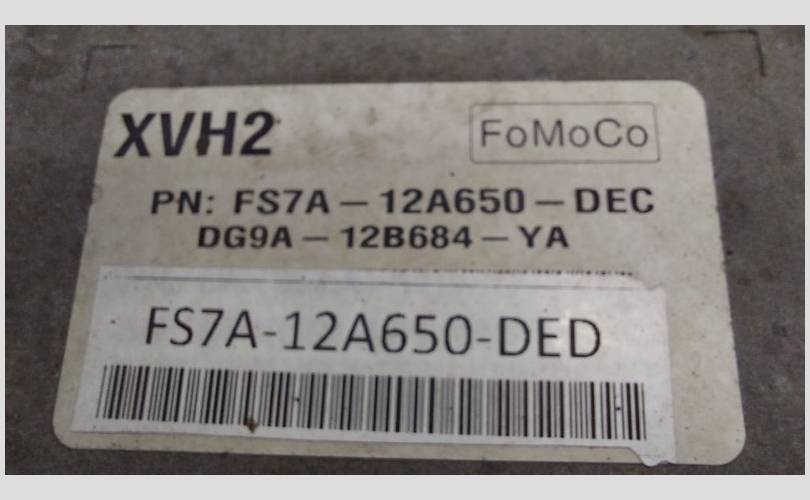 XVH2
FoMoCo
PN: FS7A – 12A650 – DEC
DG9A – 12B684 – YA
FS7A-12A650-DED